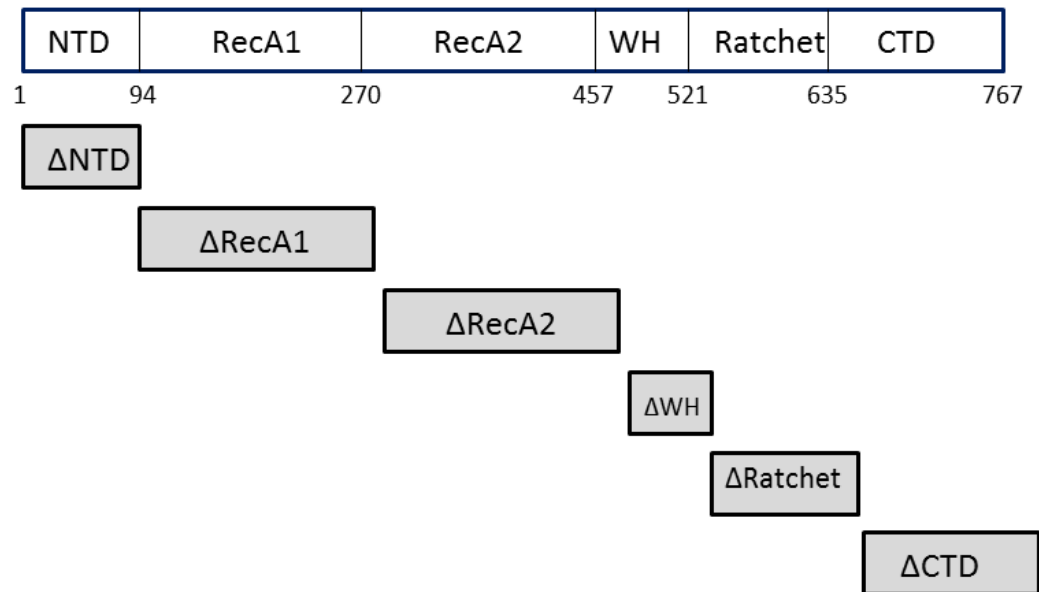 NTD RecA1 RecA2 WH Ratchet CTD
1 94 270 457 521 635 767
ΔNTD
ΔRecA1
ΔRecA2
ΔWH
ΔRatchet
ΔCTD